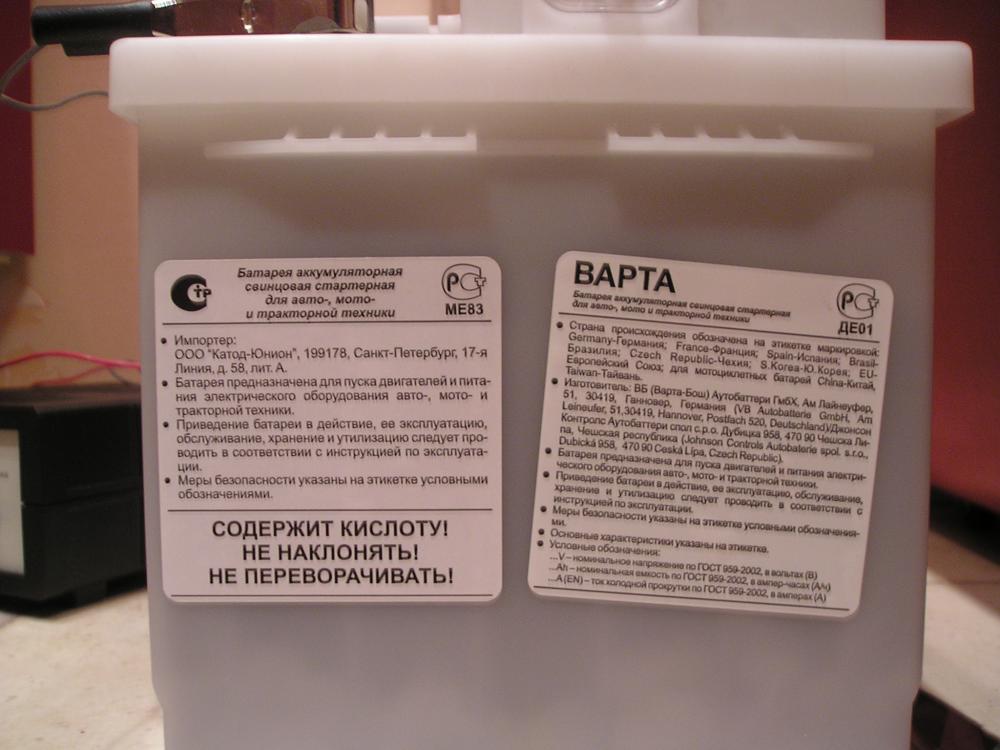 Батарея аккумуляторная
свинцовая стартерная
для авто-, мото-
и тракторной техники
МЕ83
• Импортер:
ООО "Катод-Юнион", 199178, Санкт-Петербург, 17-я
Линия, д. 58, лит. А.
• Батарея предназначена для пуска двигателей и пита-
ния электрического оборудования авто-, мото- и
тракторной техники.
• Приведение батареи в действие, ее эксплуатацию,
обслуживание, хранение и утилизацию следует про-
водить в соответствии с инструкцией по эксплуата-
ции.
• Меры безопасности указаны на этикетке условными
обозначениями.
СОДЕРЖИТ КИСЛОТУ!
НЕ НАКЛОНЯТЬ!
НЕ ПЕРЕВОРАЧИВАТЬ!
ВАРТА
Батарея аккумуляторная свинцовая стартерная
для авто-, мото и тракторной техники
ДЕ01
• Страна происхождения обозначена на этикетке маркировкой:
Germany-Германия; France-Франция; Spain-Испания; Brasil-
Бразилия; Czech Republic-Чехия; S.Korea-Ю.Корея; EU-
Европейский Союз; для мотоциклетных батарей China-Китай,
Taiwan-Тайвань.
• Изготовитель: ВБ (Варта-Бош) Аутобаттери ГмбХ, Ам Лайнеуфер,
51, 30419, Ганновер, Германия (VB Autobatterie GmbH, Am
Leineufer, 51,30419, Hannover, Postfach 520, Deutschland)/Джонсон
Контролс Аутобаттери спол с.р.о. Дубицка 958, 470 90 Чешска Ли-
па, Чешская республика (Johnson Controls Autobaterie spol. s r.o.,
Dubická 958, 470 90 Ceská Lípa, Czech Republic).
• Батарея предназначена для пуска двигателей и питания электри-
ческого оборудования авто-, мото- и тракторной техники.
• Приведение батареи в действие, ее эксплуатацию, обслуживание,
хранение и утилизацию следует проводить в соответствии с
инструкцией по эксплуатации.
• Меры безопасности указаны на этикетке условными обозначения-
ми.
• Основные характеристики указаны на этикетке.
• Условные обозначения:
...V – номинальное напряжение по ГОСТ 959-2002, в вольтах (В)
...Ah – номинальная емкость по ГОСТ 959-2002, в ампер-часах (А/ч)
...A (EN) – ток холодной прокрутки по ГОСТ 959-2002, в амперах (А)